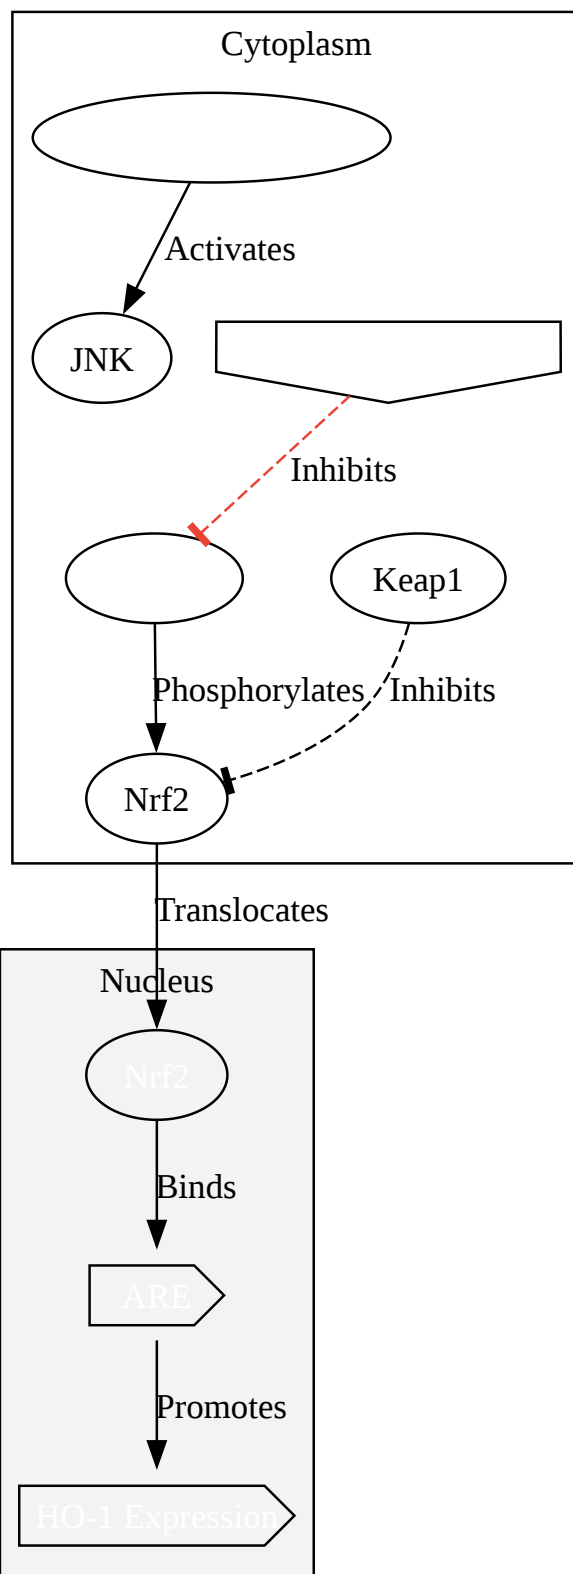 Cytoplasm
Activates
JNK
Inhibits
Keap1
Phosphorylates
Inhibits
Nrf2
Translocates
Nucleus
Nrf2
Binds
ARE
Promotes
HO-1 Expression